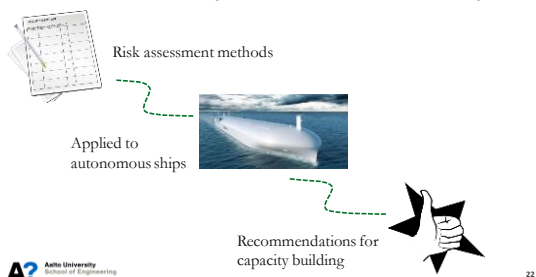 Risk assessment methods
Applied to
autonomous ships
Recommendations for
capacity building
A?
Aalto University
School of Engineering
22